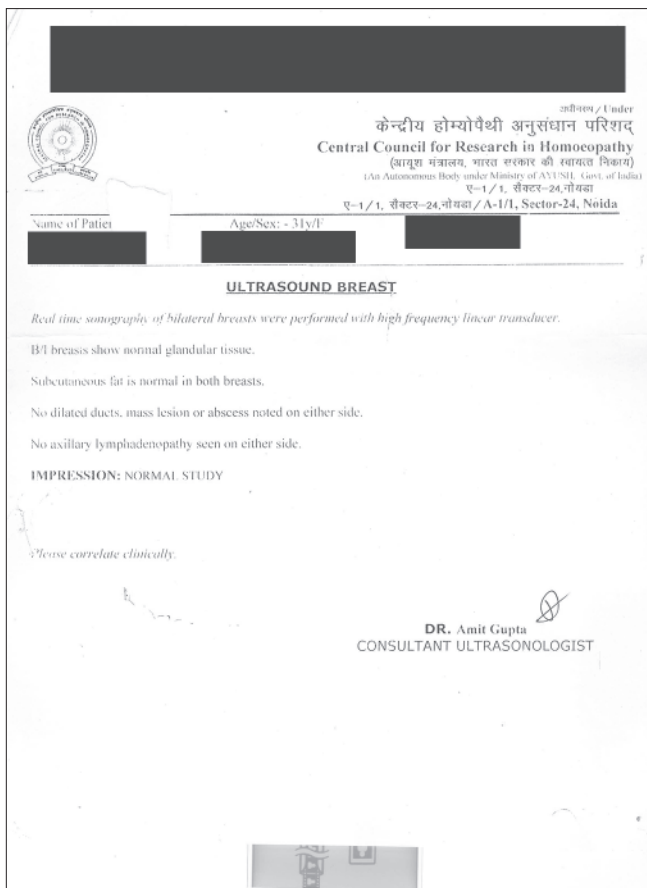 अधीनस्थ / Under
केन्द्रीय होम्योपैथी अनुसंधान परिशद्
Central Council for Research in Homoeopathy
(आयूश मंत्रालय, भारत सरकार की स्वायत्त निकाय)
(An Autonomous Body under Ministry of AYUSH, Govt. of India)
ए-1/1, सैक्टर-24,नोयडा
ए-1/1, सैक्टर-24,नोयडा / A-1/1, Sector-24, Noida
Name of Patien
Age/Sex: - 31y/F
ULTRASOUND BREAST
Real time sonography of bilateral breasts were performed with high frequency linear transducer.
B/l breasts show normal glandular tissue.
Subcutaneous fat is normal in both breasts.
No dilated ducts, mass lesion or abscess noted on either side.
No axillary lymphadenopathy seen on either side.
IMPRESSION: NORMAL STUDY
Please correlate clinically.
DR. Amit Gupta
CONSULTANT ULTRASONOLOGIST